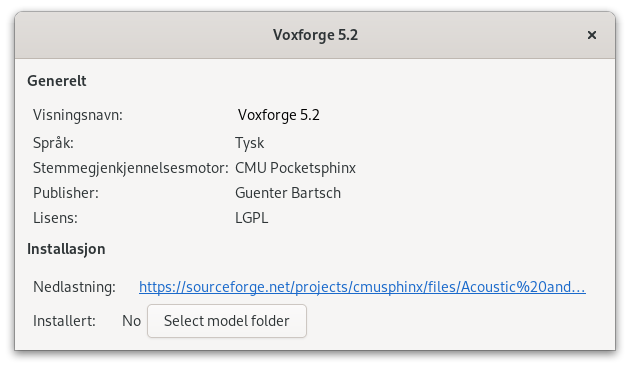 Voxforge 5.2
Generelt
Visningsnavn: Voxforge 5.2
Språk: Tysk
Stemmegjenkjennelsesmotor: CMU Pocketsphinx
Publisher: Guenter Bartsch
Lisens: LGPL
Installasjon
Nedlastning: https://sourceforge.net/projects/cmusphinx/files/Acoustic%20and…
Installert: No Select model folder